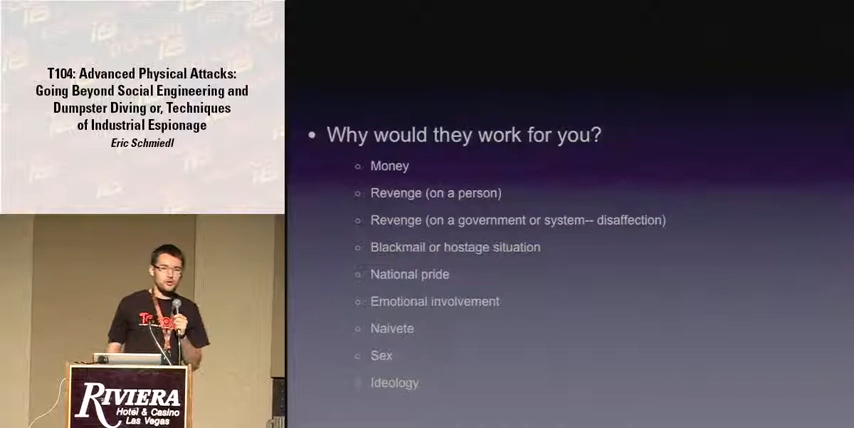 T104: Advanced Physical Attacks:
Going Beyond Social Engineering and
Dumpster Diving or, Techniques
of Industrial Espionage
Eric Schmiedl
• Why would they work for you?
○ Money
○ Revenge (on a person)
○ Revenge (on a government or system-- disaffection)
○ Blackmail or hostage situation
○ National pride
○ Emotional involvement
○ Naivete
○ Sex
○ Ideology
RIVIERA
Hotel & Casino
Las Vegas